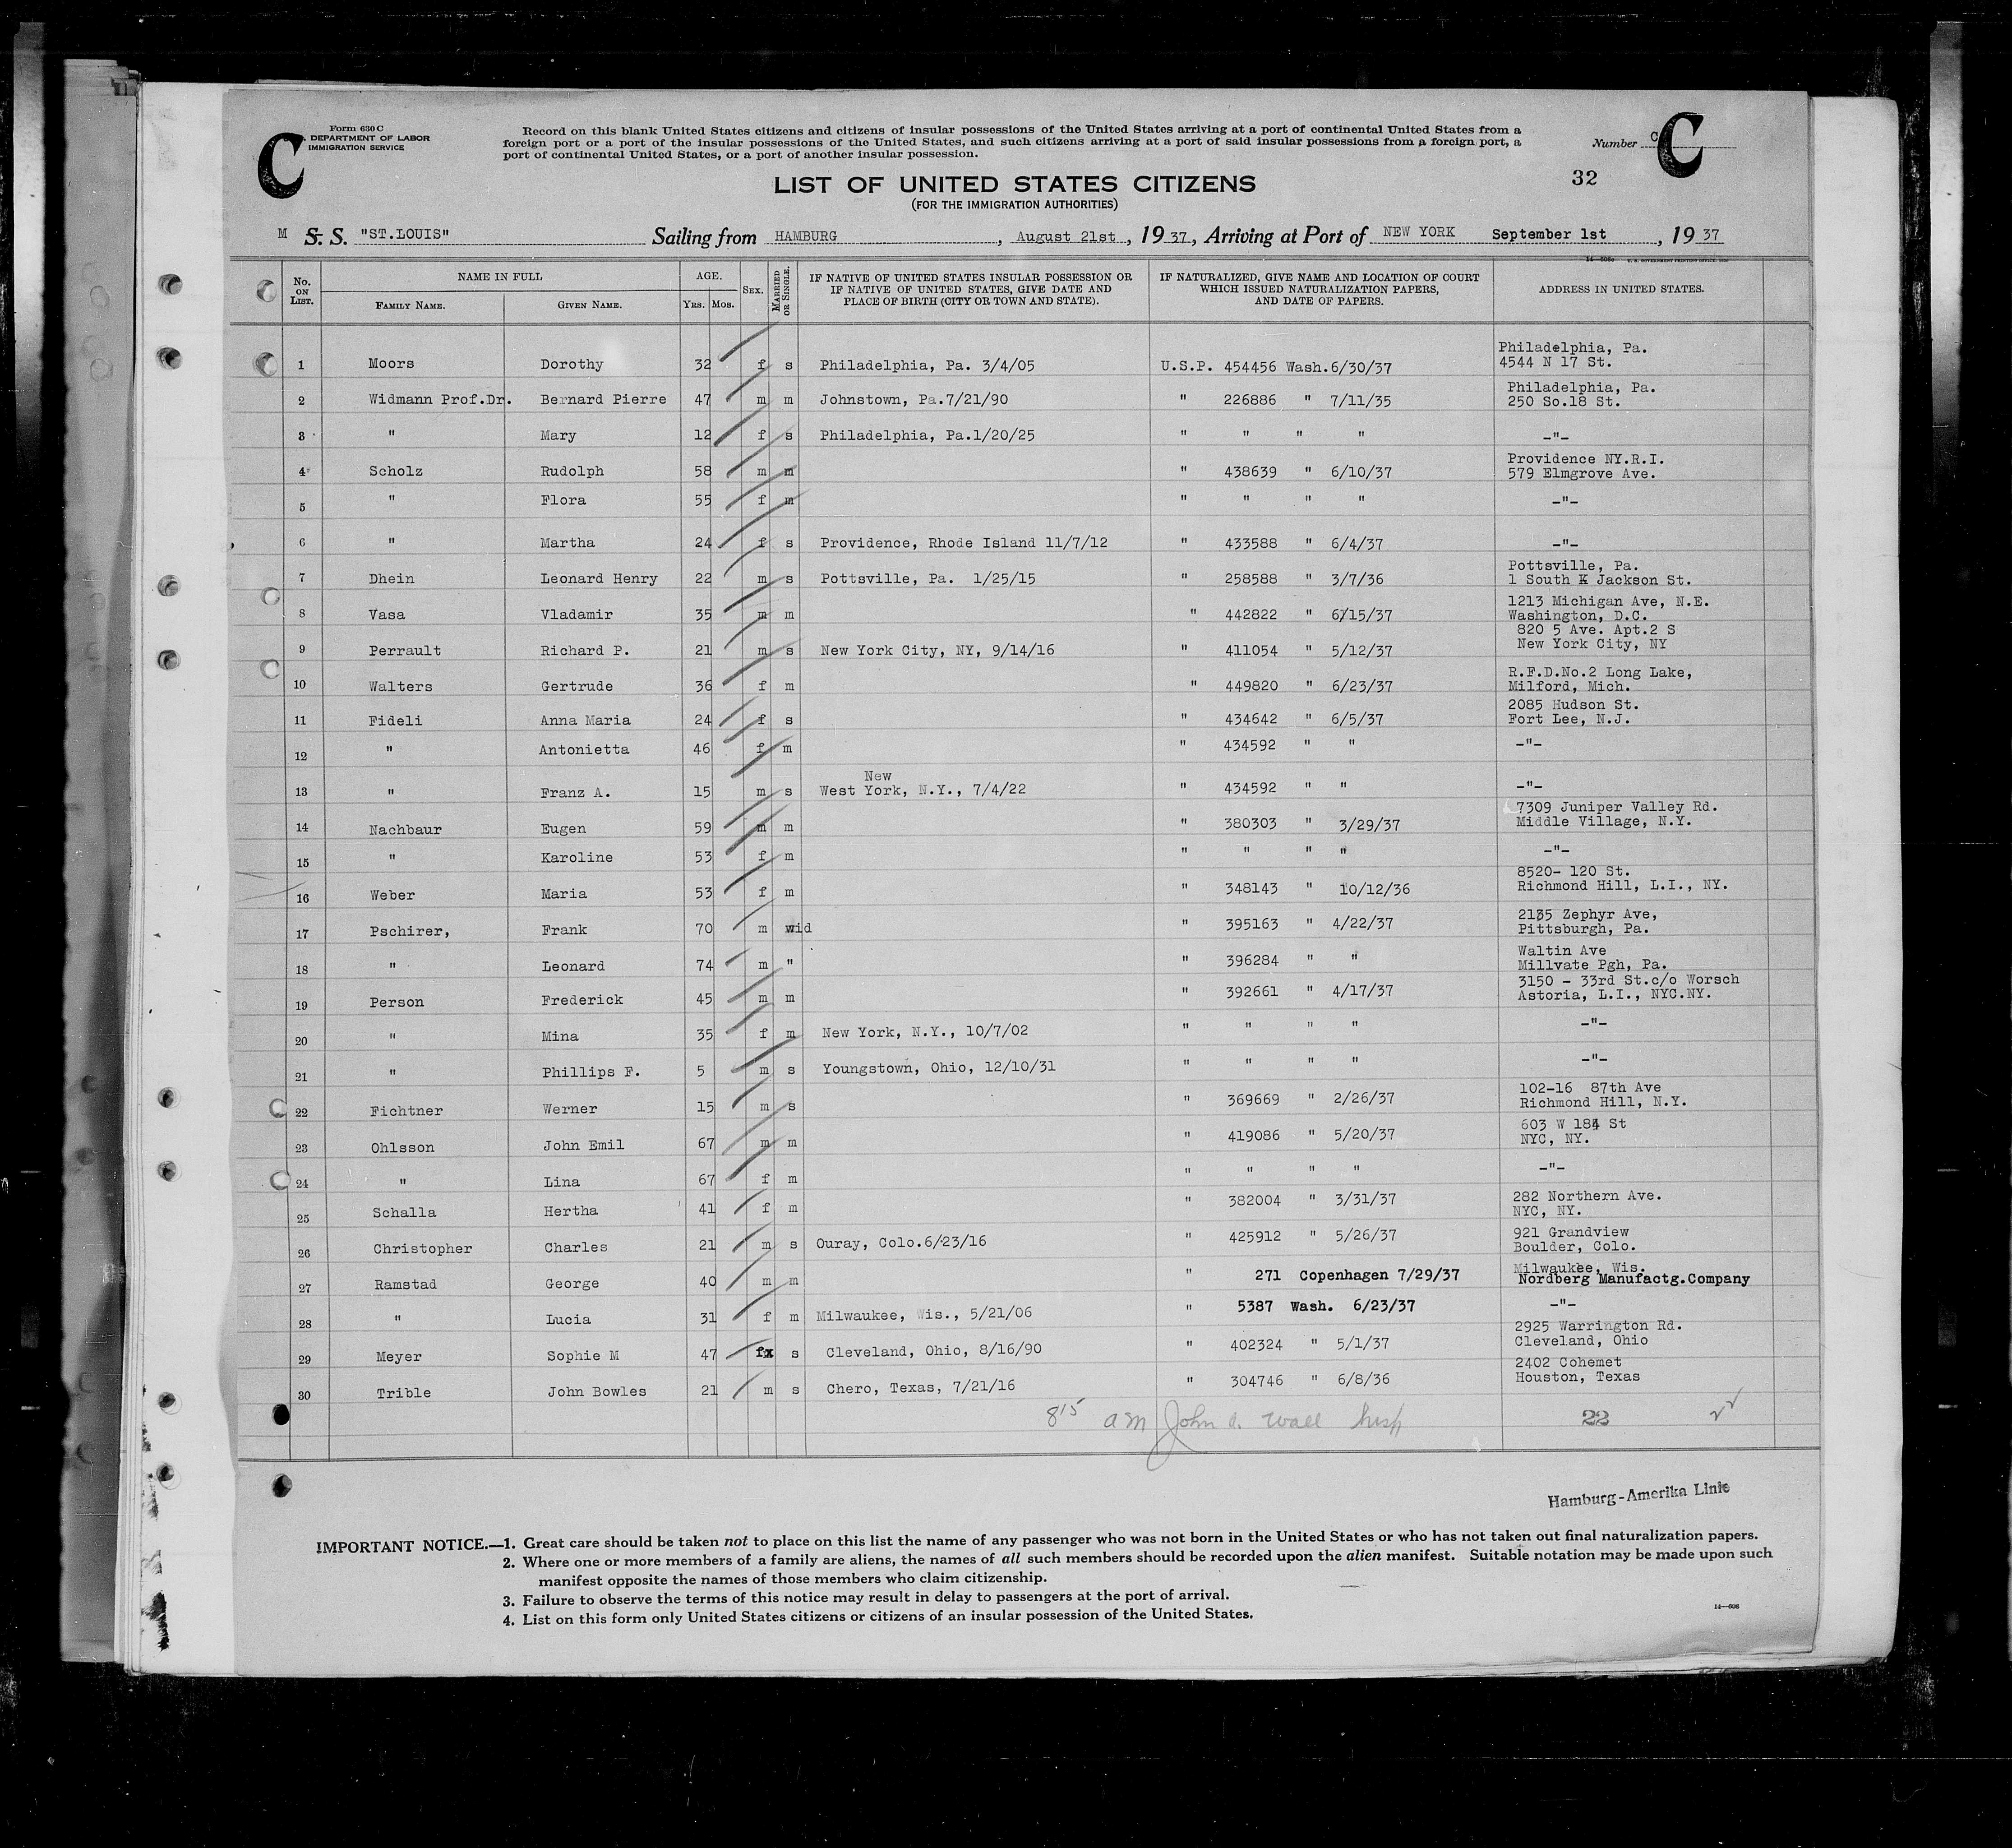 Form 630 C
DEPARTMENT OF LABOR
IMMIGRATION SERVICE
C
Record on this blank United States citizens and citizens of insular possessions of the United States arriving at a port of continental United States from a
foreign port or a port of the insular possessions of the United States, and such citizens arriving at a port of said insular possessions from a foreign port, a
port of continental United States, or a port of another insular possession.
Number C
C
32
LIST OF UNITED STATES CITIZENS
(FOR THE IMMIGRATION AUTHORITIES)
M S. S. "ST.LOUIS" Sailing from HAMBURG, August 21st, 1937, Arriving at Port of NEW YORK September 1st, 1937
No. ON LIST. NAME IN FULL FAMILY NAME. GIVEN NAME. AGE. YRS. MOS. SEX. MARRIED OR SINGLE. IF NATIVE OF UNITED STATES INSULAR POSSESSION OR IF NATIVE OF UNITED STATES, GIVE DATE AND PLACE OF BIRTH (CITY OR TOWN AND STATE). IF NATURALIZED, GIVE NAME AND LOCATION OF COURT WHICH ISSUED NATURALIZATION PAPERS, AND DATE OF PAPERS. ADDRESS IN UNITED STATES.
1 Moors Dorothy 32 f s Philadelphia, Pa. 3/4/05 U.S.P. 454456 Wash.6/30/37 Philadelphia, Pa. 4544 N 17 St.
2 Widmann Prof.Dr. Bernard Pierre 47 m m Johnstown, Pa.7/21/90 " 226886 " 7/11/35 Philadelphia, Pa. 250 So.18 St.
3 " Mary 12 f s Philadelphia, Pa.1/20/25 " " " " -"-
4 Scholz Rudolph 58 m m " 438639 " 6/10/37 Providence NY.R.I. 579 Elmgrove Ave.
5 " Flora 55 f m " " " " -"-
6 " Martha 24 f s Providence, Rhode Island 11/7/12 " 433588 " 6/4/37 -"-
7 Dhein Leonard Henry 22 m s Pottsville, Pa. 1/25/15 " 258588 " 3/7/36 Pottsville, Pa. 1 South K Jackson St.
8 Vasa Vladamir 35 m m " 442822 " 6/15/37 1213 Michigan Ave, N.E. Washington, D.C.
9 Perrault Richard P. 21 m s New York City, NY, 9/14/16 " 411054 " 5/12/37 820 5 Ave. Apt.2 S New York City, NY
10 Walters Gertrude 36 f m " 449820 " 6/23/37 R.F.D.No.2 Long Lake, Milford, Mich.
11 Fideli Anna Maria 24 f s " 434642 " 6/5/37 2085 Hudson St. Fort Lee, N.J.
12 " Antonietta 46 f m " 434592 " " -"-
13 " Franz A. 15 m s New West York, N.Y., 7/4/22 " 434592 " " -"-
14 Nachbaur Eugen 59 m m " 380303 " 3/29/37 7309 Juniper Valley Rd. Middle Village, N.Y.
15 " Karoline 53 f m " " " " -"-
16 Weber Maria 53 f m " 348143 " 10/12/36 8520- 120 St. Richmond Hill, L.I., NY.
17 Pschirer, Frank 70 m wid " 395163 " 4/22/37 2135 Zephyr Ave, Pittsburgh, Pa.
18 " Leonard 74 m " " 396284 " " Waltin Ave Millvate Pgh, Pa.
19 Person Frederick 45 m m " 392661 " 4/17/37 3150 - 33rd St.c/o Worsch Astoria, L.I., NYC.NY.
20 " Mina 35 f m New York, N.Y., 10/7/02 " " " " -"-
21 " Phillips F. 5 m s Youngstown, Ohio, 12/10/31 " " " " -"-
22 Fichtner Werner 15 m s " 369669 " 2/26/37 102-16 87th Ave Richmond Hill, N.Y.
23 Ohlsson John Emil 67 m m " 419086 " 5/20/37 603 W 184 St NYC, NY.
24 " Lina 67 f m " " " " -"-
25 Schalla Hertha 41 f m " 382004 " 3/31/37 282 Northern Ave. NYC, NY.
26 Christopher Charles 21 m s Ouray, Colo.6/23/16 " 425912 " 5/26/37 921 Grandview Boulder, Colo.
27 Ramstad George 40 m m " 271 Copenhagen 7/29/37 Milwaukee, Wis. Nordberg Manufactg.Company
28 " Lucia 31 f m Milwaukee, Wis., 5/21/06 " 5387 Wash. 6/23/37 -"-
29 Meyer Sophie M 47 fx s Cleveland, Ohio, 8/16/90 " 402324 " 5/1/37 2925 Warrington Rd. Cleveland, Ohio
30 Trible John Bowles 21 m s Chero, Texas, 7/21/16 " 304746 " 6/8/36 2402 Cohemet Houston, Texas
8 15 am John Wall Insp 22
Hamburg-Amerika Linie
IMPORTANT NOTICE.—1. Great care should be taken not to place on this list the name of any passenger who was not born in the United States or who has not taken out final naturalization papers.
2. Where one or more members of a family are aliens, the names of all such members should be recorded upon the alien manifest. Suitable notation may be made upon such
manifest opposite the names of those members who claim citizenship.
3. Failure to observe the terms of this notice may result in delay to passengers at the port of arrival.
4. List on this form only United States citizens or citizens of an insular possession of the United States.
14—606